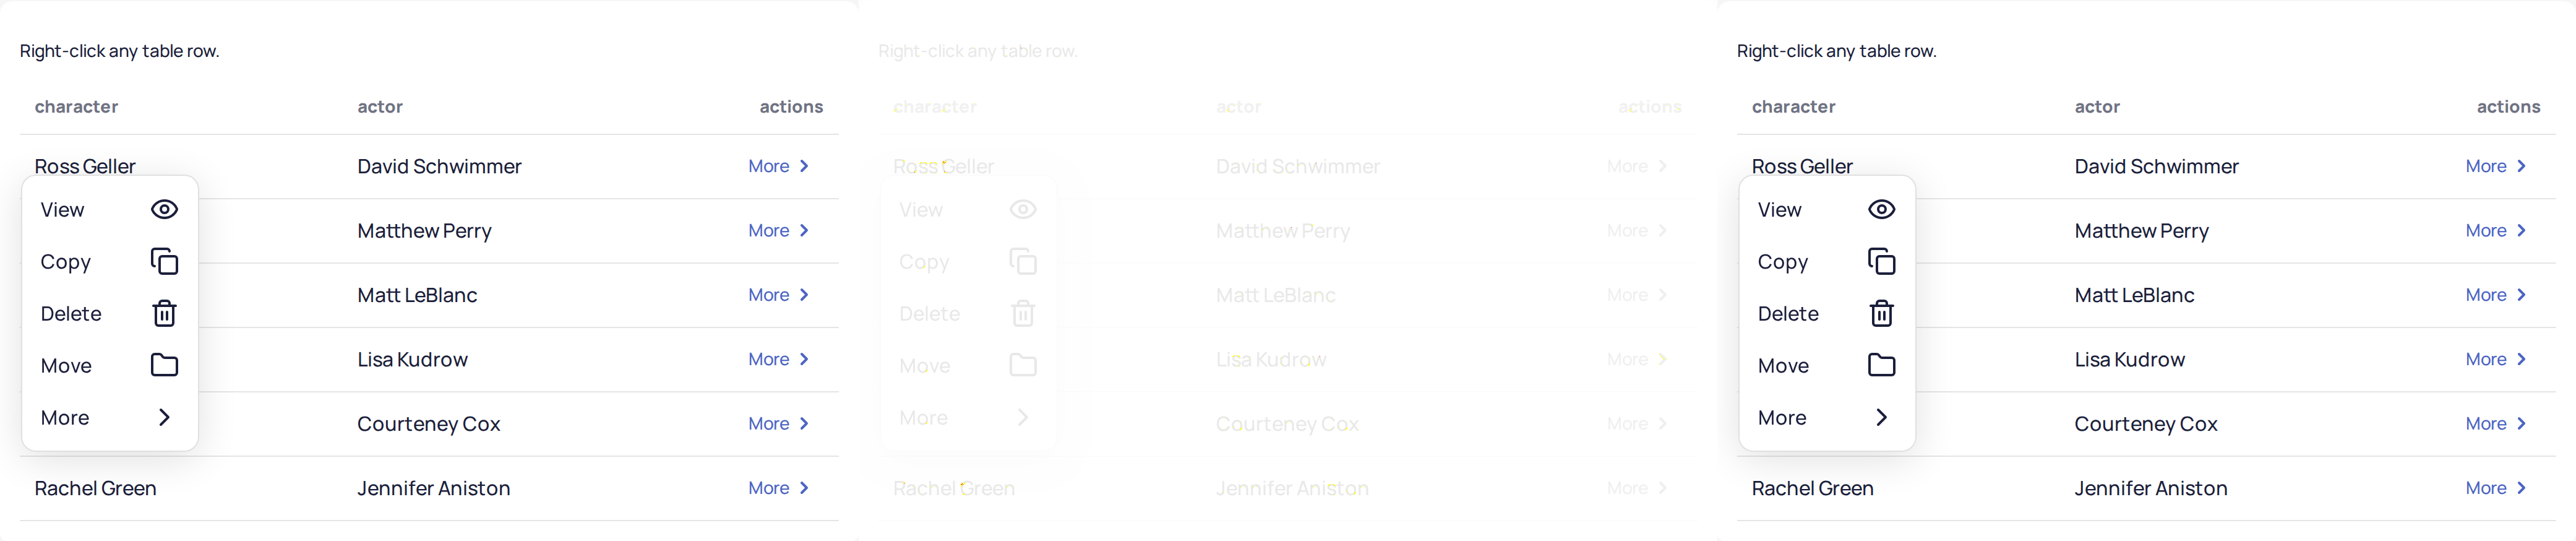 Right-click any table row.
character actor actions
Ross Geller David Schwimmer More
View
Matthew Perry More
Copy
Matt LeBlanc More
Delete
Lisa Kudrow More
Move
Courteney Cox More
More
Rachel Green Jennifer Aniston More
Right-click any table row.
character actor actions
Ross Geller David Schwimmer More
View
Matthew Perry More
Copy
Matt LeBlanc More
Delete
Lisa Kudrow More
Move
Courteney Cox More
More
Rachel Green Jennifer Aniston More
Right-click any table row.
character actor actions
Ross Geller David Schwimmer More
View
Matthew Perry More
Copy
Matt LeBlanc More
Delete
Lisa Kudrow More
Move
Courteney Cox More
More
Rachel Green Jennifer Aniston More